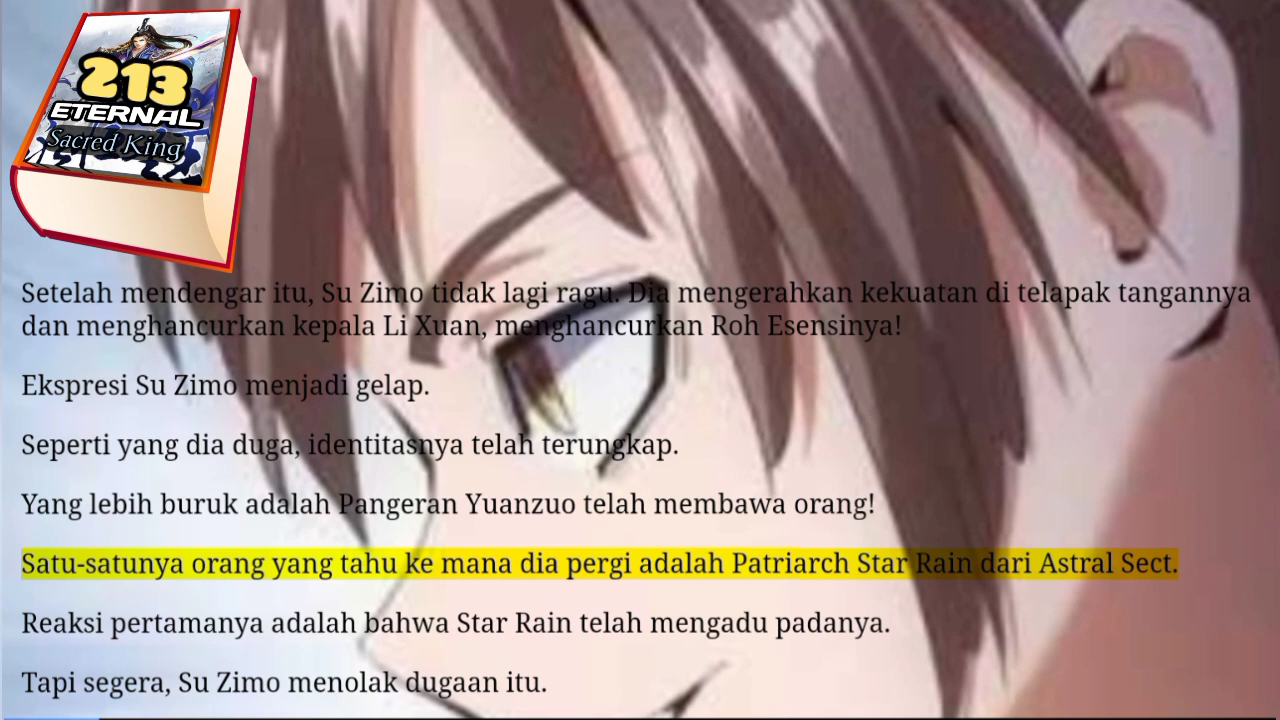 213
ETERNAL
Sacred King
Setelah mendengar itu, Su Zimo tidak lagi ragu. Dia mengerahkan kekuatan di telapak tangannya
dan menghancurkan kepala Li Xuan, menghancurkan Roh Esensinya!
Ekspresi Su Zimo menjadi gelap.
Seperti yang dia duga, identitasnya telah terungkap.
Yang lebih buruk adalah Pangeran Yuanzuo telah membawa orang!
Satu-satunya orang yang tahu ke mana dia pergi adalah Patriarch Star Rain dari Astral Sect.
Reaksi pertamanya adalah bahwa Star Rain telah mengadu padanya.
Tapi segera, Su Zimo menolak dugaan itu.